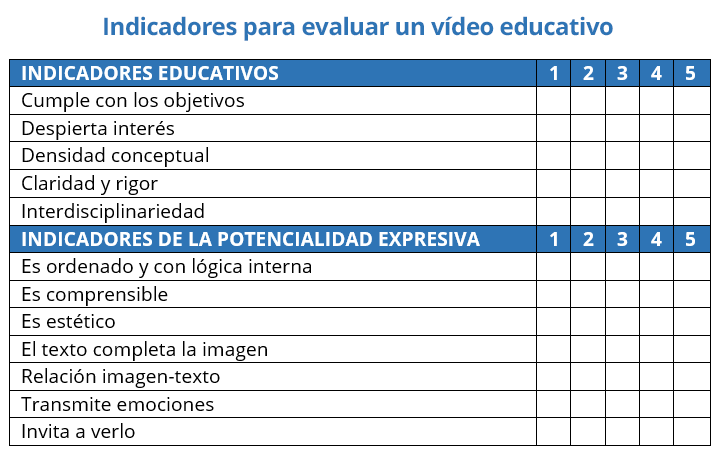 Indicadores para evaluar un vídeo educativo
INDICADORES EDUCATIVOS 1 2 3 4 5
Cumple con los objetivos
Despierta interés
Densidad conceptual
Claridad y rigor
Interdisciplinariedad
INDICADORES DE LA POTENCIALIDAD EXPRESIVA 1 2 3 4 5
Es ordenado y con lógica interna
Es comprensible
Es estético
El texto completa la imagen
Relación imagen-texto
Transmite emociones
Invita a verlo